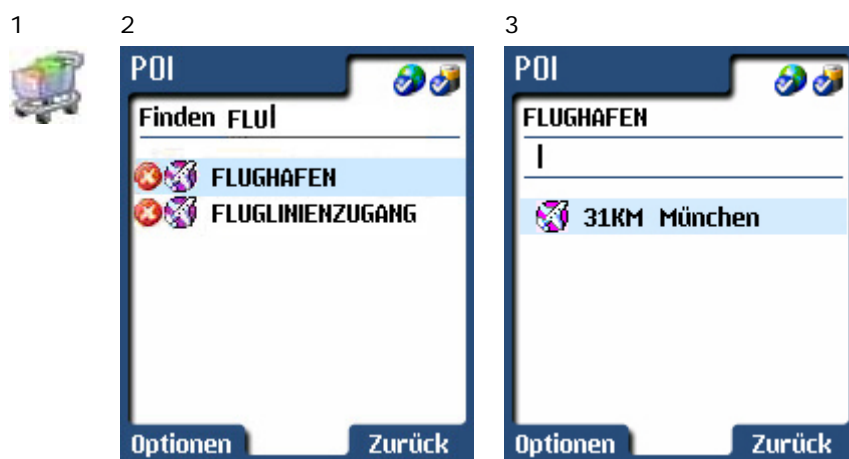 1 2 3
POI
Finden FLU
FLUGHAFEN
FLUGLINIENZUGANG
Optionen Zurück
POI
FLUGHAFEN
31KM München
Optionen Zurück